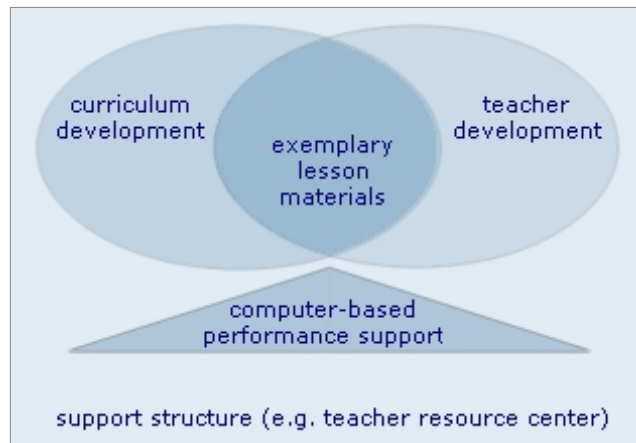 curriculum
development
teacher
development
exemplary
lesson
materials
computer-based
performance support
support structure (e.g. teacher resource center)